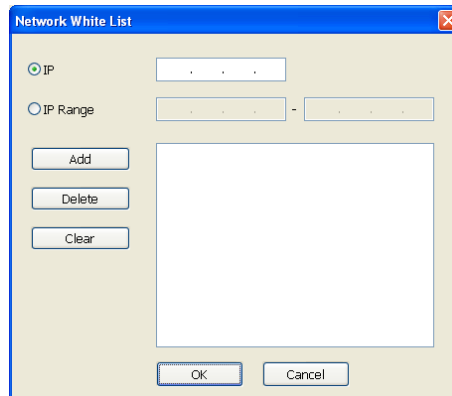 Network White List
IP . . .
IP Range . . . - . . .
Add
Delete
Clear
OK Cancel